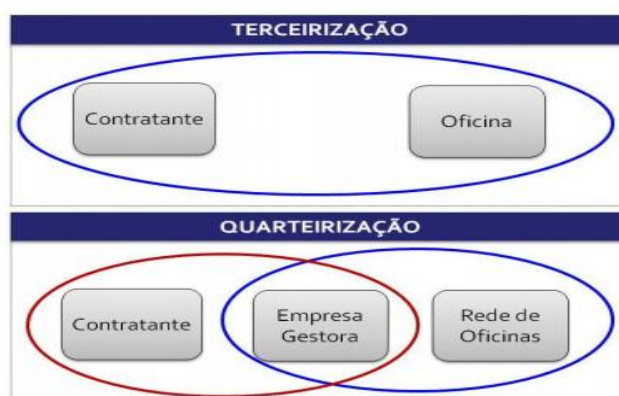 TERCEIRIZAÇÃO
Contratante
Oficina
QUARTEIRIZAÇÃO
Contratante
Empresa
Gestora
Rede de
Oficinas